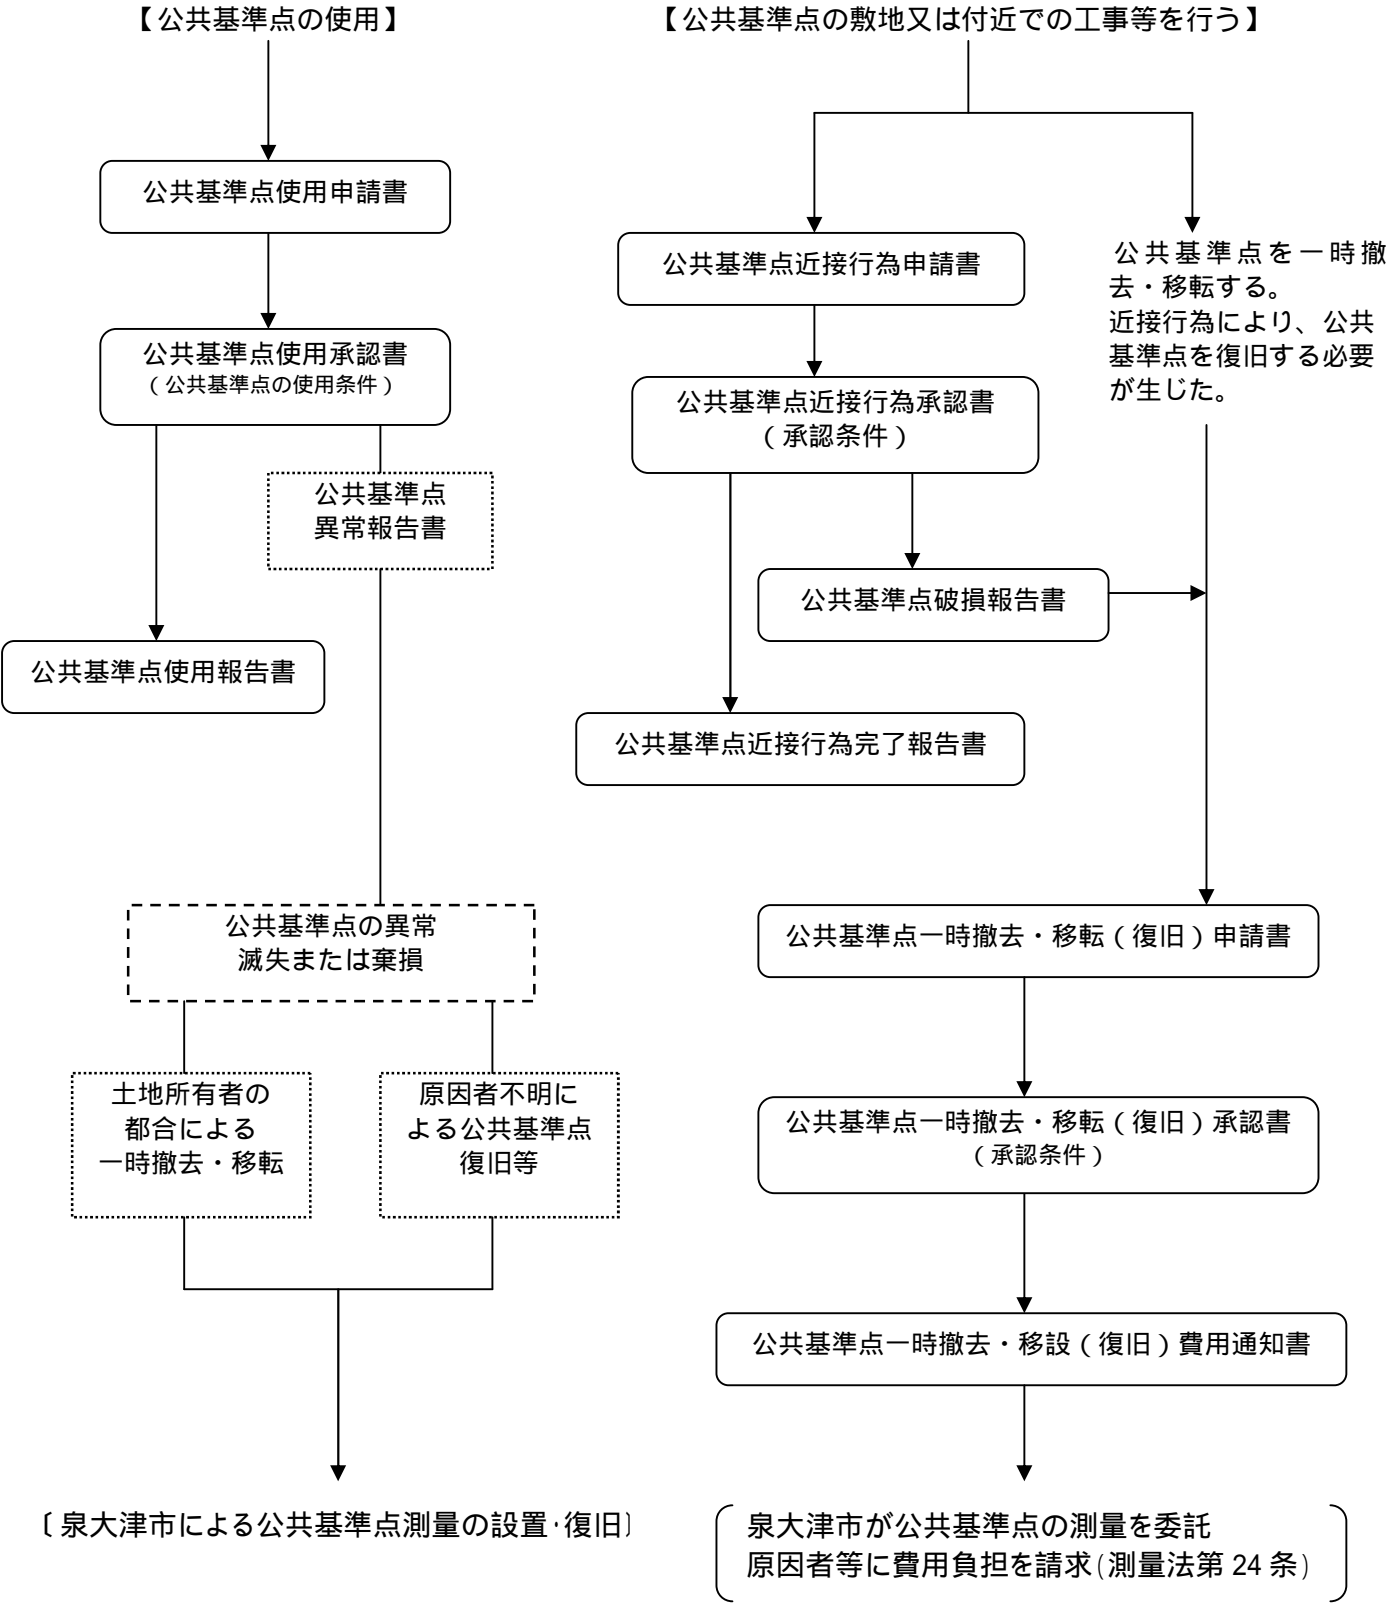 【公共基準点の使用】
公共基準点使用申請書
公共基準点使用承認書
（公共基準点の使用条件）
公共基準点
異常報告書
公共基準点使用報告書
公共基準点の異常
滅失または棄損
土地所有者の
都合による
一時撤去・移転
原因者不明に
よる公共基準点
復旧等
〔泉大津市による公共基準点測量の設置・復旧〕
【公共基準点の敷地又は付近での工事等を行う】
公共基準点近接行為申請書
公共基準点を一時撤
去・移転する。
近接行為により、公共
基準点を復旧する必要
が生じた。
公共基準点近接行為承認書
（承認条件）
公共基準点破損報告書
公共基準点近接行為完了報告書
公共基準点一時撤去・移転（復旧）申請書
公共基準点一時撤去・移転（復旧）承認書
（承認条件）
公共基準点一時撤去・移設（復旧）費用通知書
泉大津市が公共基準点の測量を委託
原因者等に費用負担を請求(測量法第 24 条)